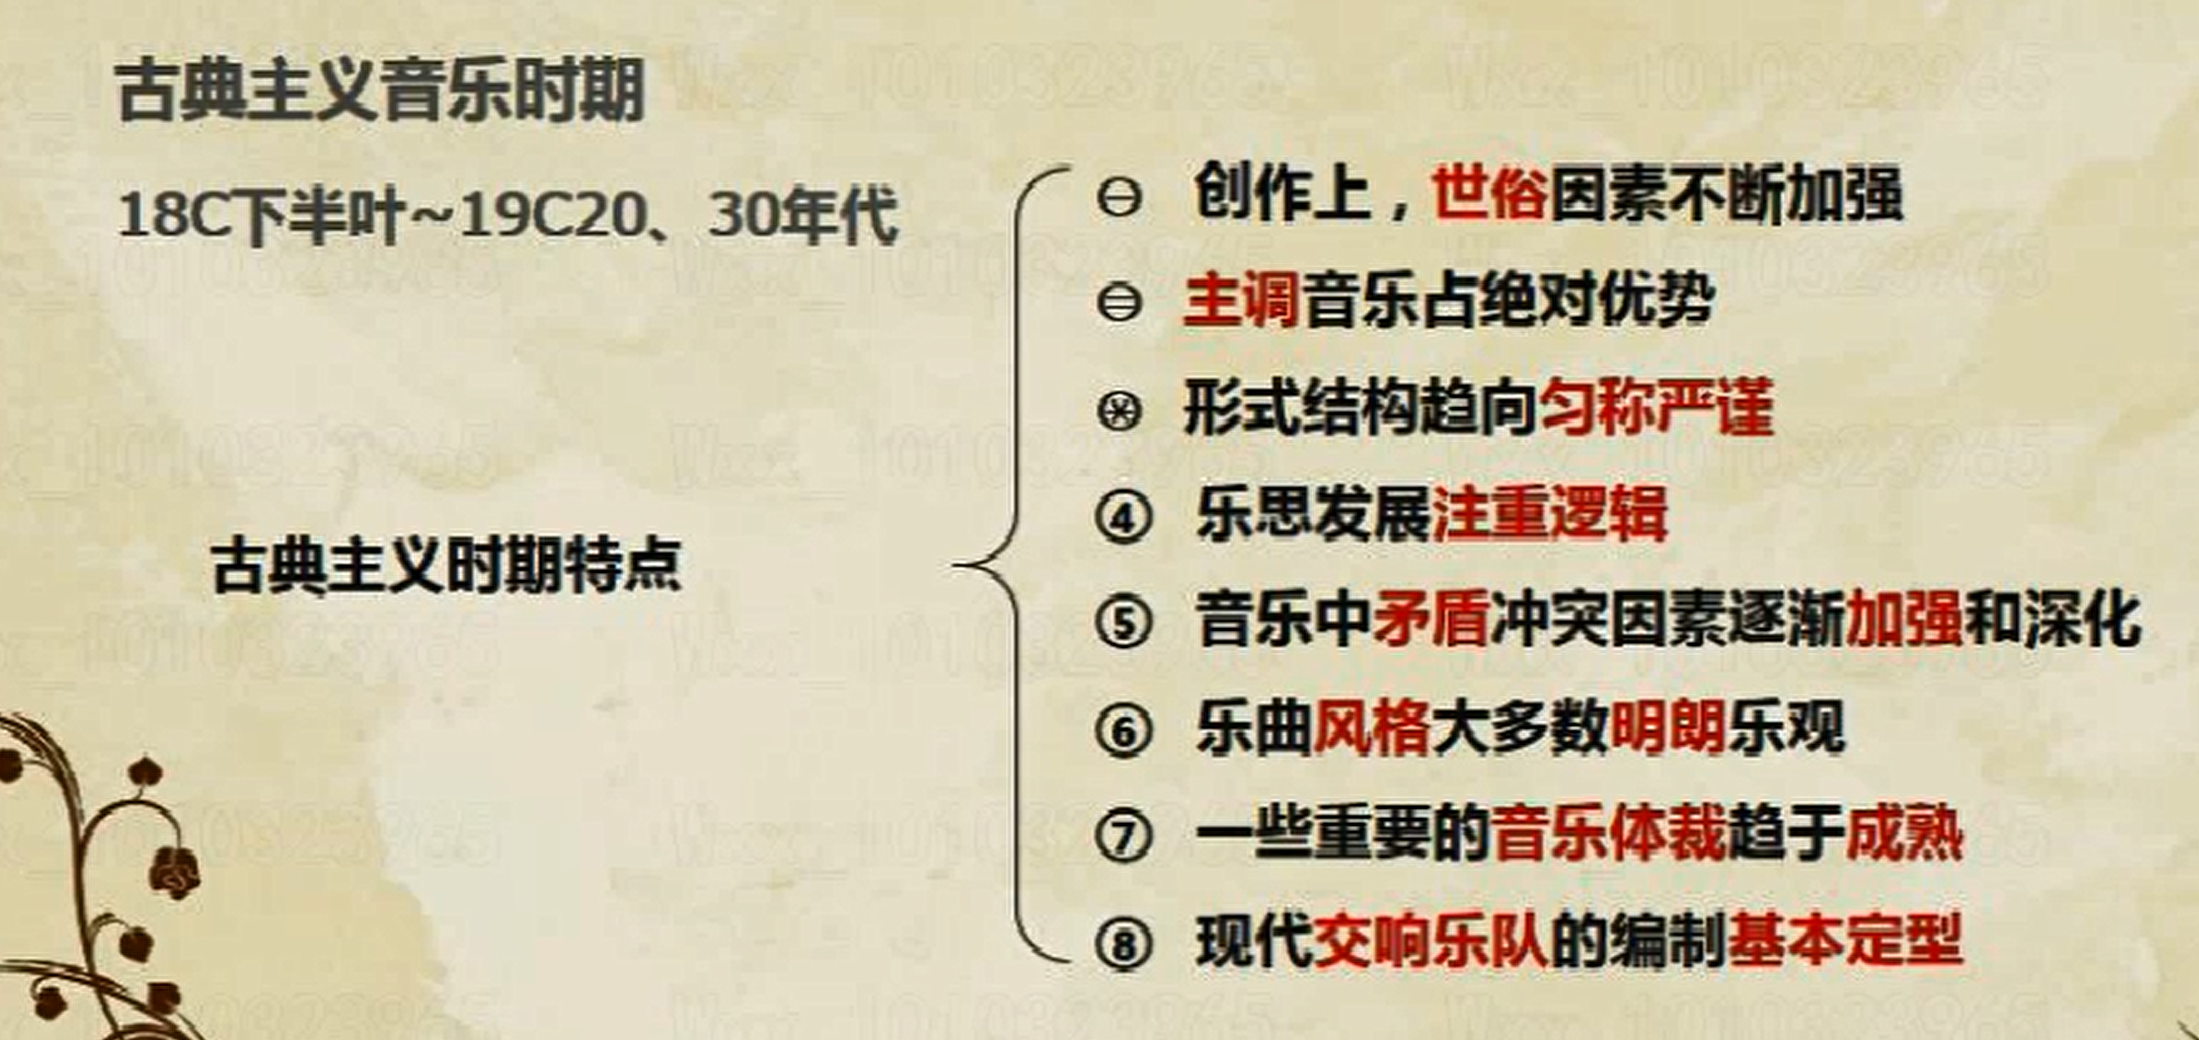 古典主义音乐时期
18C下半叶~19C20、30年代
古典主义时期特点
㊀ 创作上，世俗因素不断加强
㊁ 主调音乐占绝对优势
形式结构趋向匀称严谨
④ 乐思发展注重逻辑
⑤ 音乐中矛盾冲突因素逐渐加强和深化
⑥ 乐曲风格大多数明朗乐观
⑦ 一些重要的音乐体裁趋于成熟
⑧ 现代交响乐队的编制基本定型